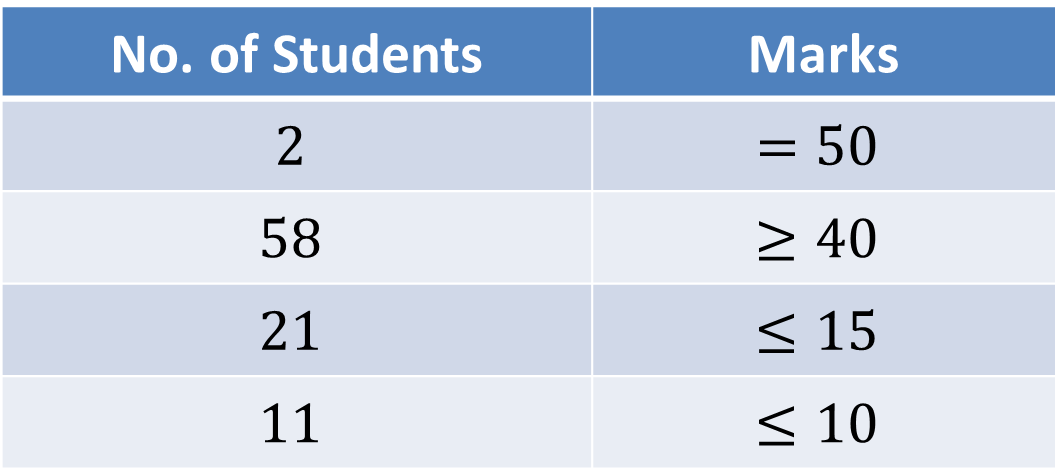 No. of Students Marks
2 = 50
58 ≥ 40
21 ≤ 15
11 ≤ 10